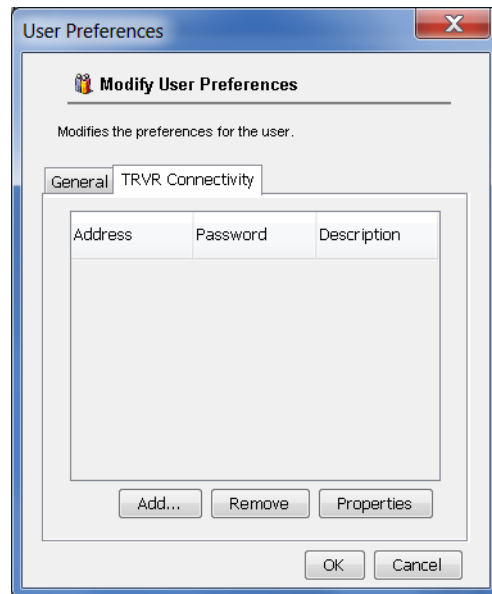 User Preferences
X
Modify User Preferences
Modifies the preferences for the user.
General TRVR Connectivity
Address Password Description
Add... Remove Properties
OK Cancel